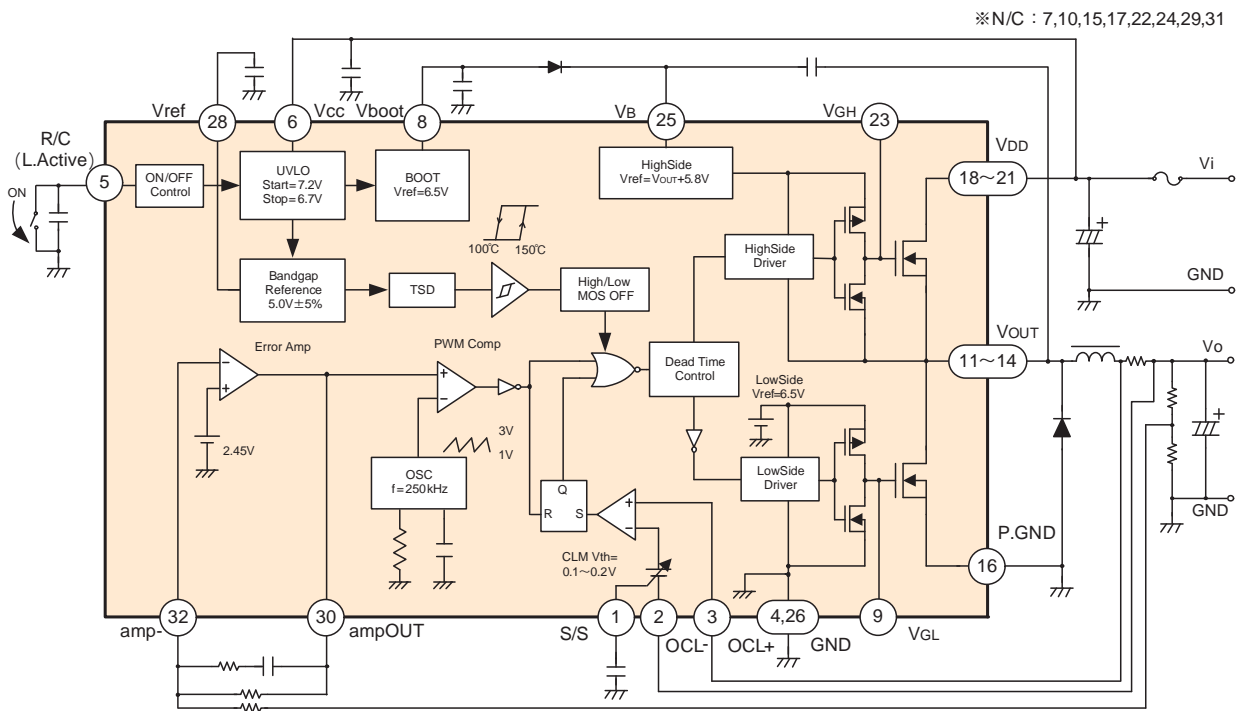 ※N/C : 7,10,15,17,22,24,29,31
Vref
28
6
Vcc
Vboot
8
VB
25
VGH
23
VDD
18～21
Vi
R/C
(L.Active)
5
ON
ON/OFF
Control
UVLO
Start=7.2V
Stop=6.7V
BOOT
Vref=6.5V
HighSide
Vref=VOUT+5.8V
100℃
150℃
Bandgap
Reference
5.0V±5%
TSD
High/Low
MOS OFF
HighSide
Driver
+
GND
VOUT
11～14
Vo
Error Amp
−
+
2.45V
PWM Comp
+
−
Dead Time
Control
LowSide
Vref=6.5V
3V
1V
OSC
f=250kHz
Q
R
S
+
−
LowSide
Driver
+
GND
CLM Vth=
0.1～0.2V
P.GND
16
32
amp-
30
ampOUT
S/S
1
2
OCL-
3
OCL+
4,26
GND
9
VGL